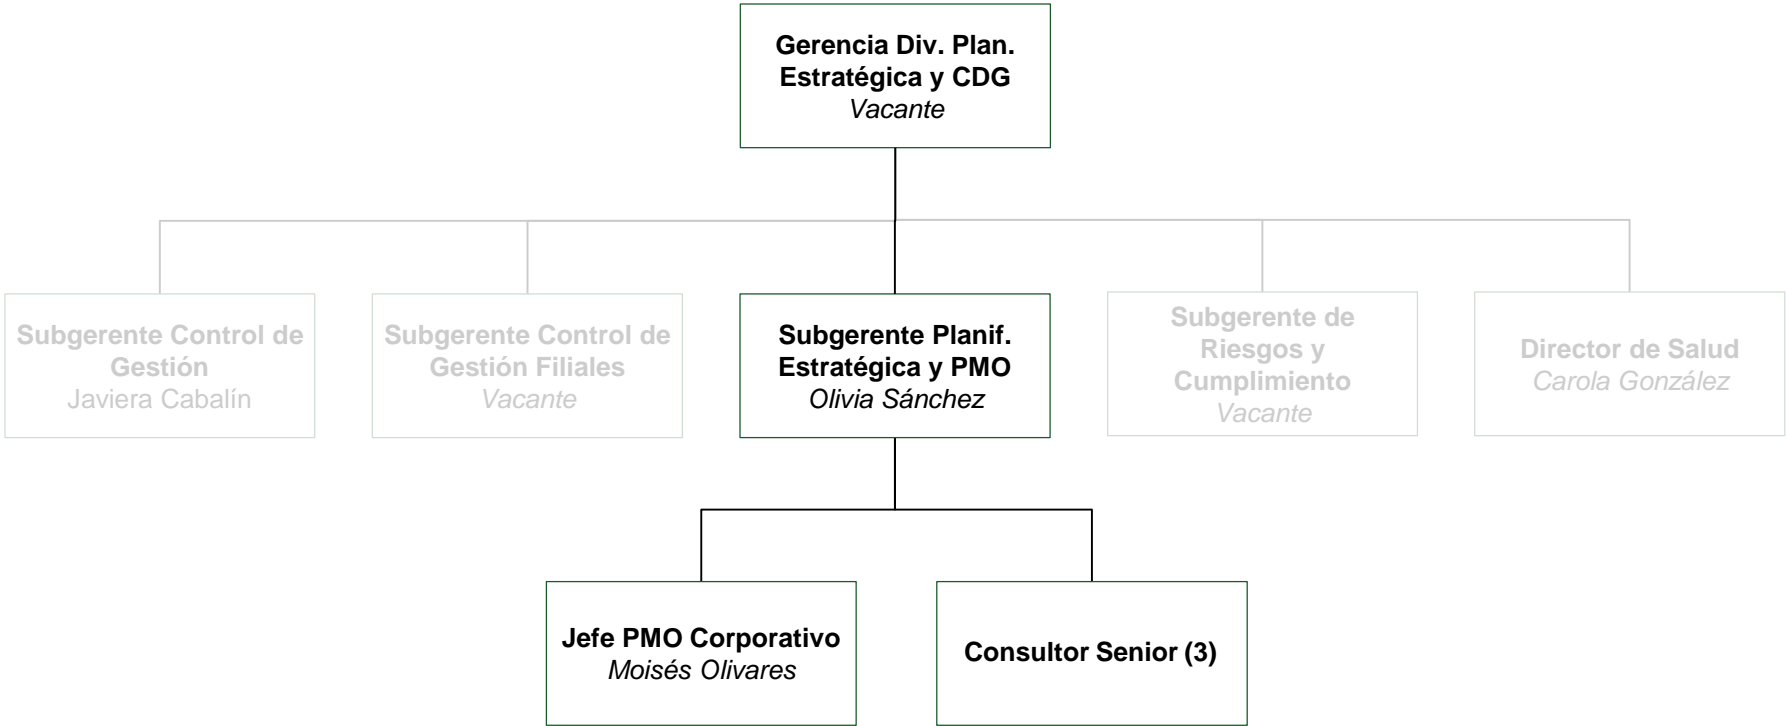 Gerencia Div. Plan.
Estratégica y CDG
Vacante
Subgerente Control de
Gestión
Javiera Cabalín
Subgerente Control de
Gestión Filiales
Vacante
Subgerente Planif.
Estratégica y PMO
Olivia Sánchez
Subgerente de
Riesgos y
Cumplimiento
Vacante
Director de Salud
Carola González
Jefe PMO Corporativo
Moisés Olivares
Consultor Senior (3)